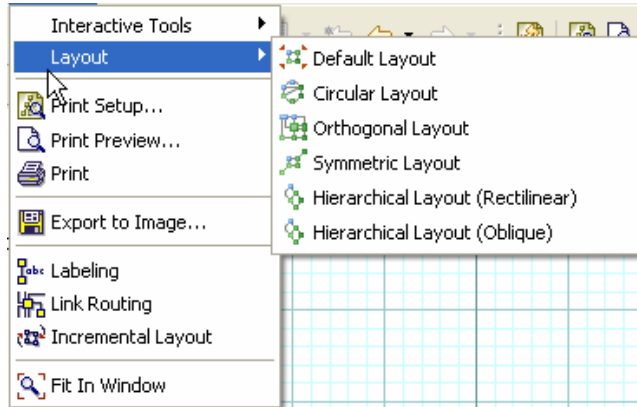 Interactive Tools
Layout
Print Setup...
Print Preview...
Print
Export to Image...
Labeling
Link Routing
Incremental Layout
Fit In Window
Default Layout
Circular Layout
Orthogonal Layout
Symmetric Layout
Hierarchical Layout (Rectilinear)
Hierarchical Layout (Oblique)